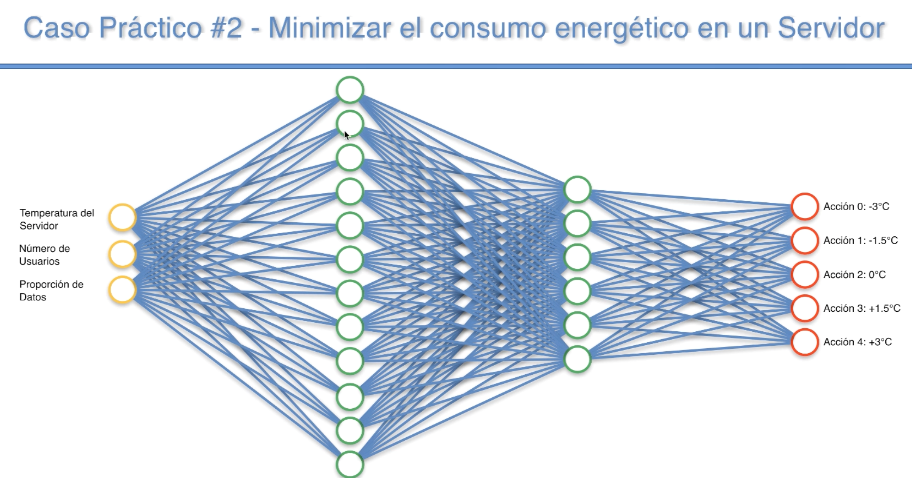 Caso Práctico #2 - Minimizar el consumo energético en un Servidor
Temperatura del
Servidor
Número de
Usuarios
Proporción de
Datos
Acción 0: -3°C
Acción 1: -1.5°C
Acción 2: 0°C
Acción 3: +1.5°C
Acción 4: +3°C